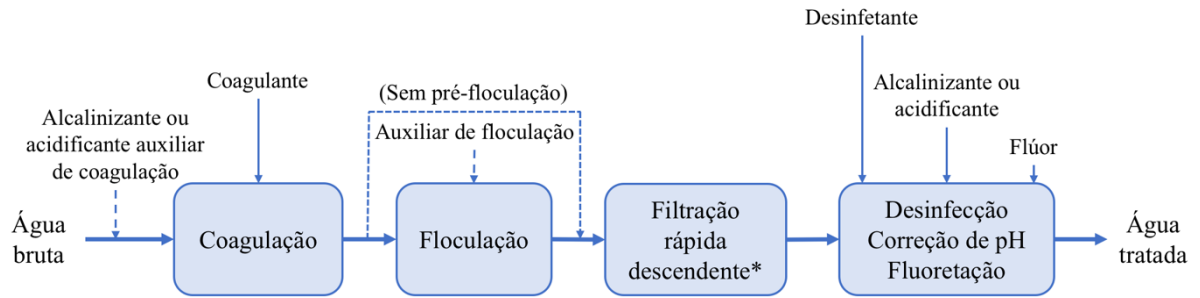 Desinfetante
Coagulante
(Sem pré-floculação)
Alcalinizante ou
acidificante
Alcalinizante ou
acidificante auxiliar
de coagulação
Auxiliar de floculação
Flúor
Água
bruta
Coagulação
Floculação
Filtração
rápida
descendente*
Desinfecção
Correção de pH
Fluoretação
Água
tratada